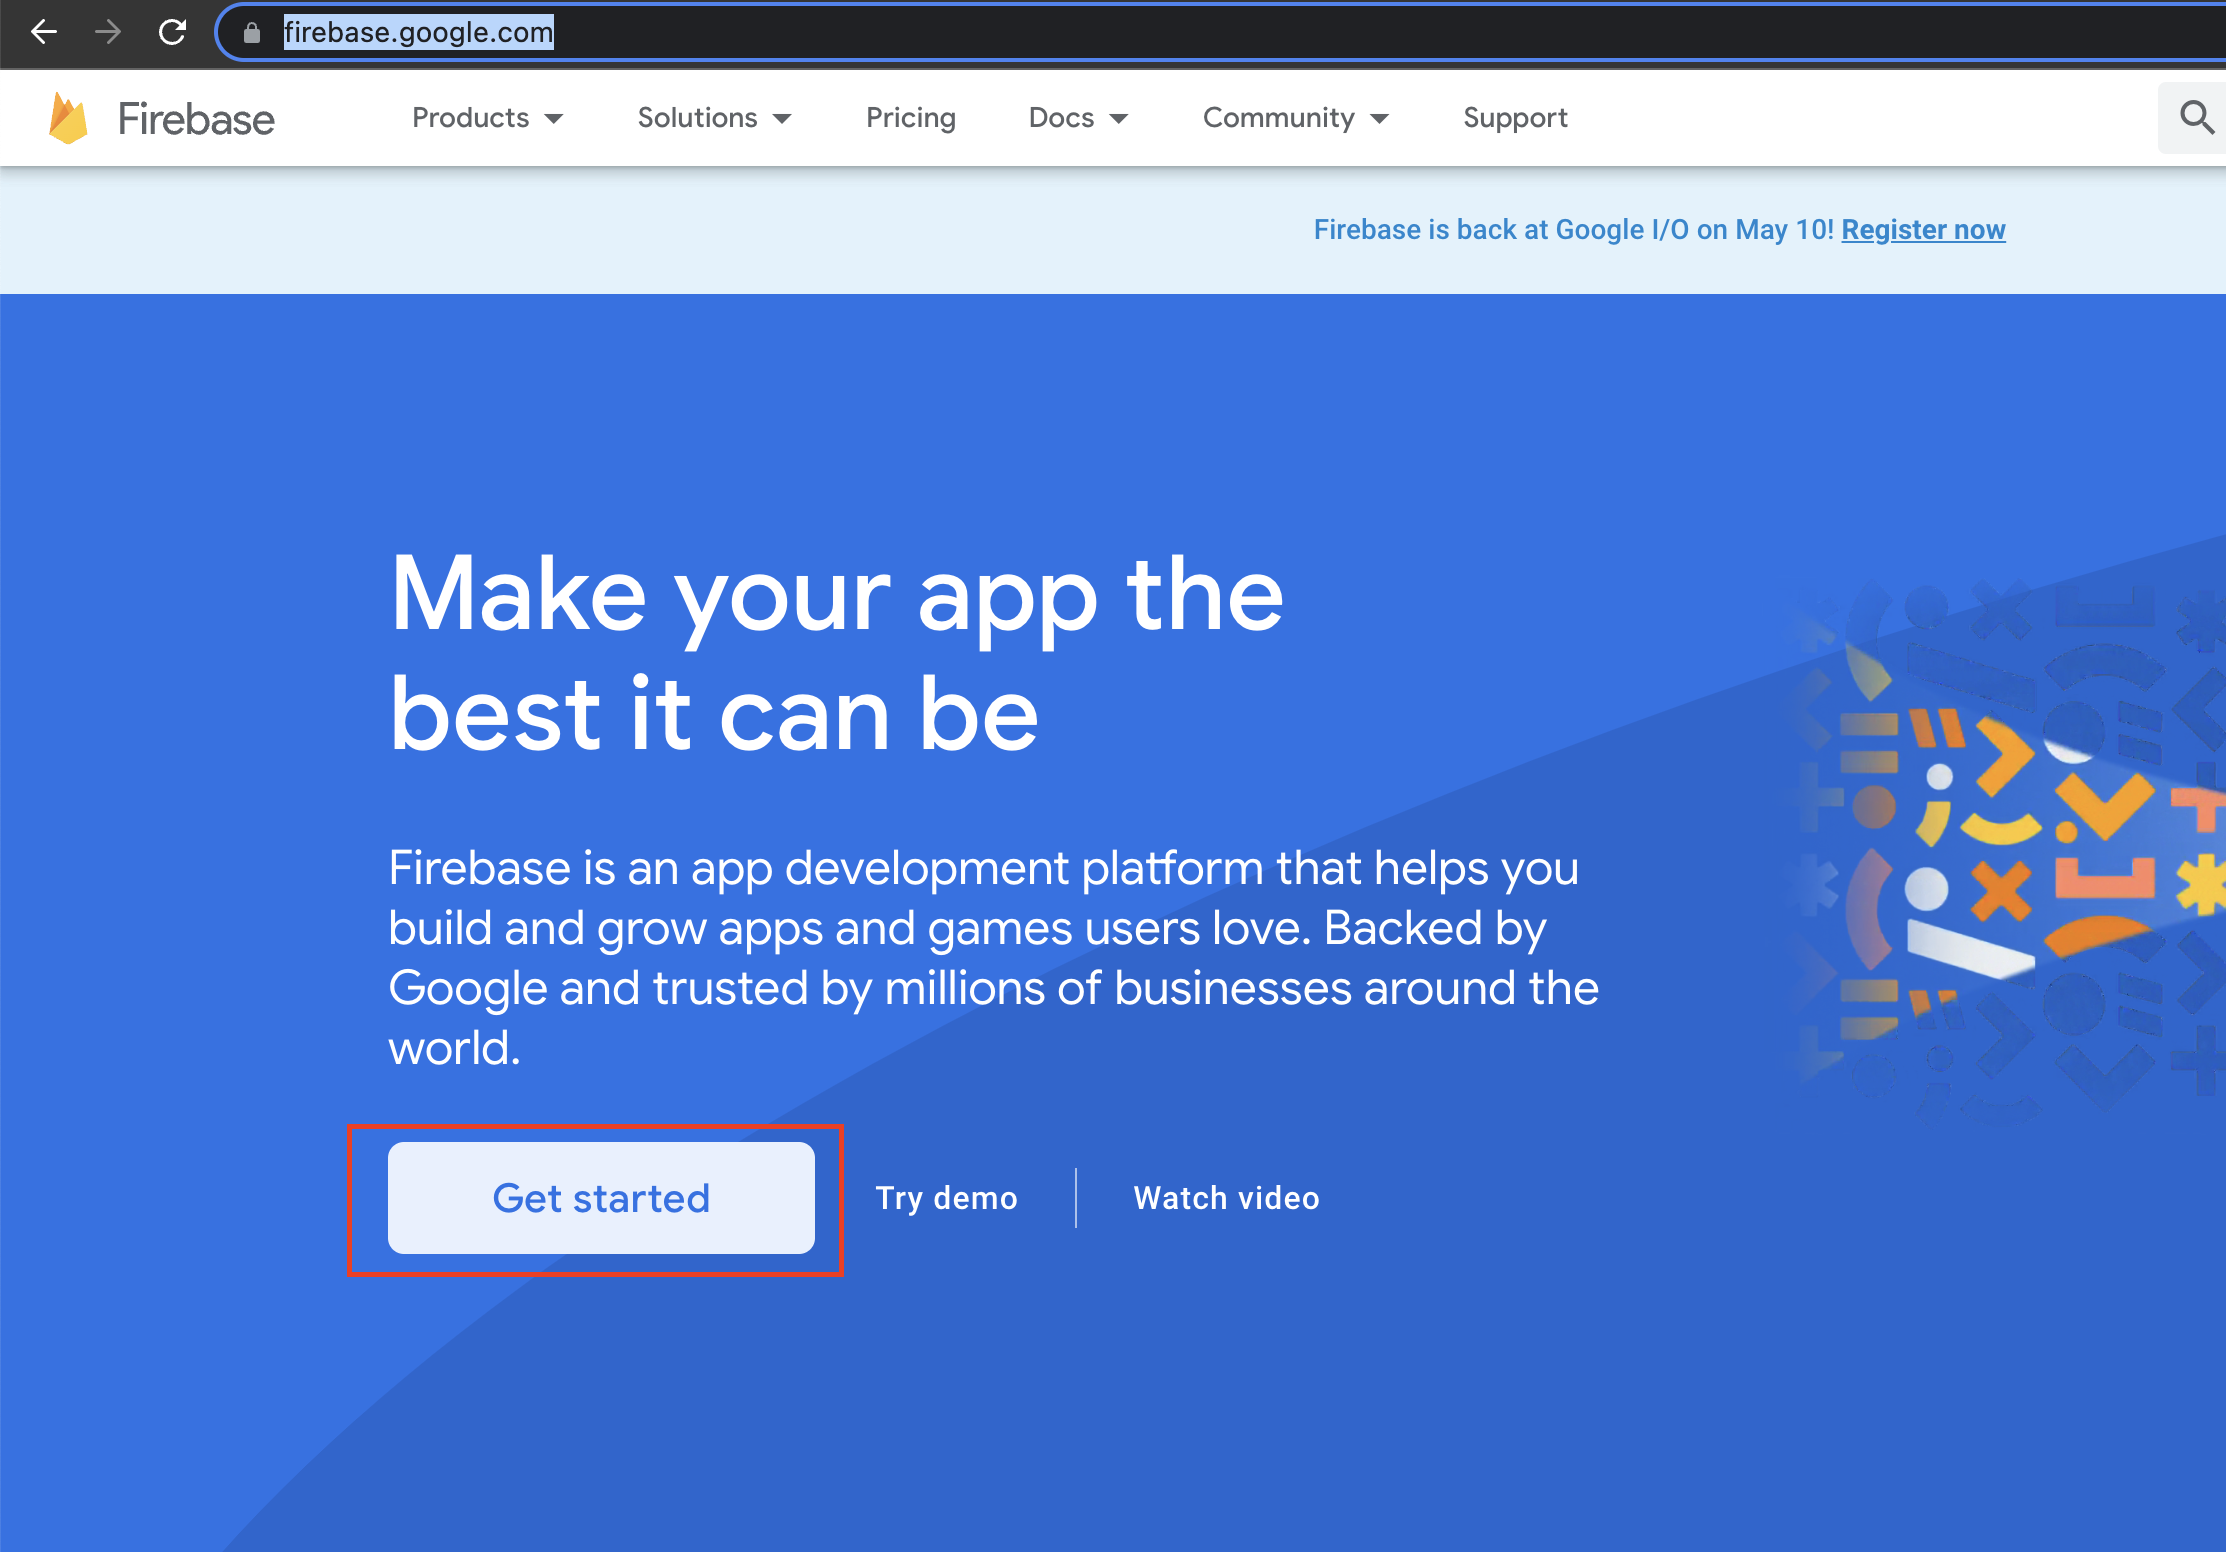 firebase.google.com
Firebase
Products
Solutions
Pricing
Docs
Community
Support
Firebase is back at Google I/O on May 10! Register now
Make your app the
best it can be
Firebase is an app development platform that helps you
build and grow apps and games users love. Backed by
Google and trusted by millions of businesses around the
world.
Get started
Try demo
Watch video